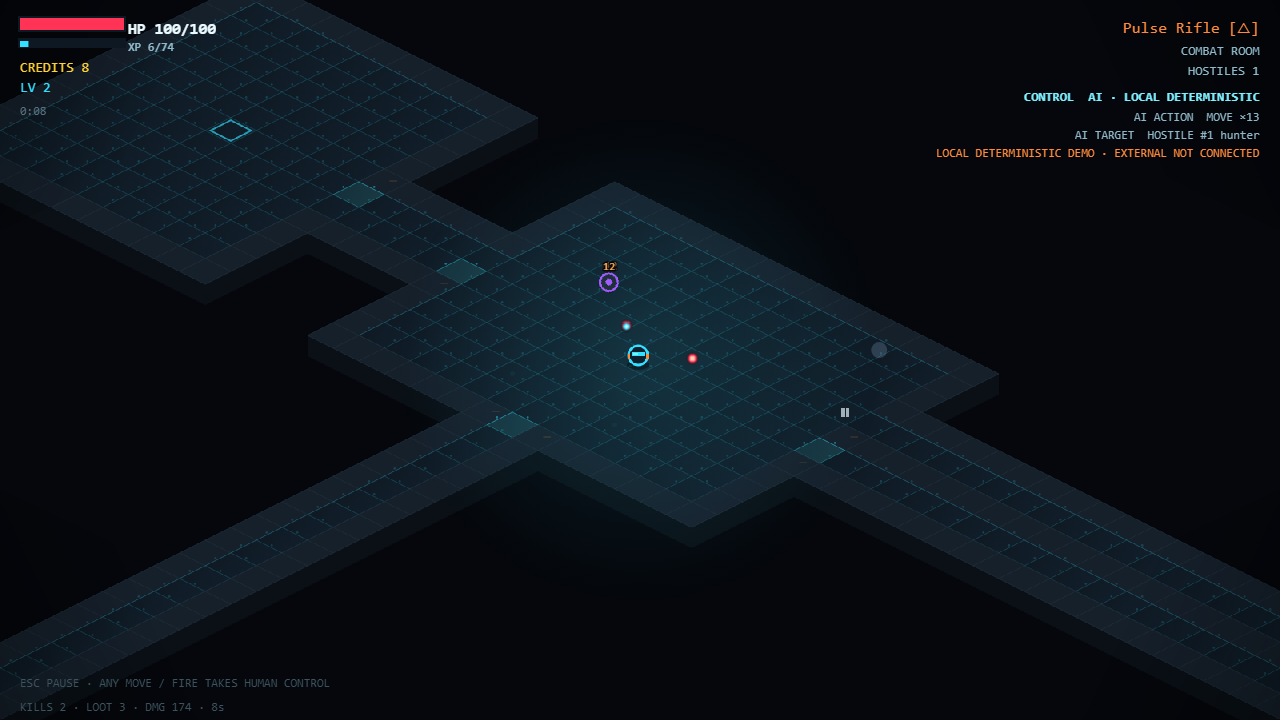 HP 100/100
XP 6/74
CREDITS 8
LV 2
0:08
Pulse Rifle [△]
COMBAT ROOM
HOSTILES 1
CONTROL AI · LOCAL DETERMINISTIC
AI ACTION MOVE ×13
AI TARGET HOSTILE #1 hunter
LOCAL DETERMINISTIC DEMO · EXTERNAL NOT CONNECTED
12
ESC PAUSE · ANY MOVE / FIRE TAKES HUMAN CONTROL
KILLS 2 · LOOT 3 · DMG 174 · 8s